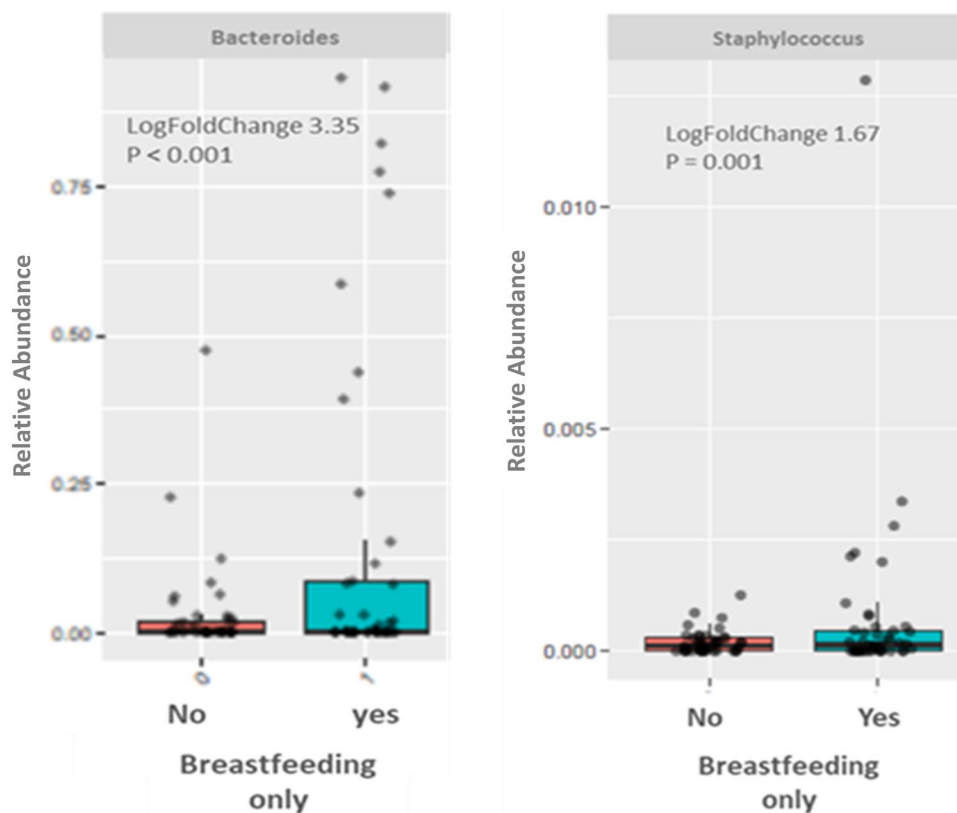 Bacteroides
LogFoldChange 3.35
P < 0.001
Relative Abundance
0.75
0.50
0.25
0.00
0
1
No
yes
Breastfeeding
only
Staphylococcus
LogFoldChange 1.67
P = 0.001
Relative Abundance
0.010
0.005
0.000
No
Yes
Breastfeeding
only